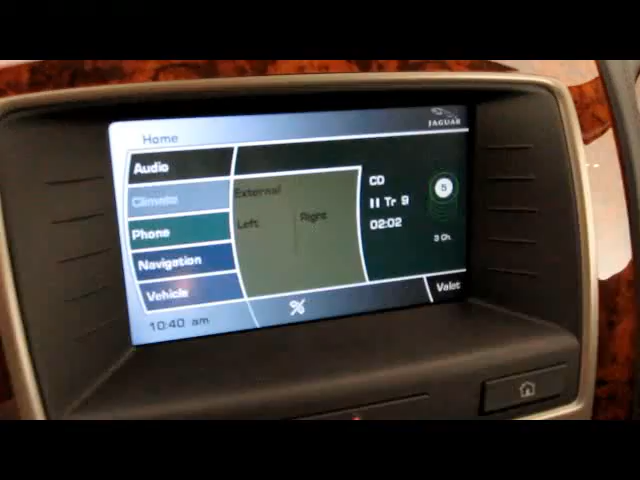 JAGUAR
Home
Audio
Climate
Phone
Navigation
Vehicle
External
Left
Right
CD
Tr 9
02:02
5
3 Ch.
Valet
10:40 am